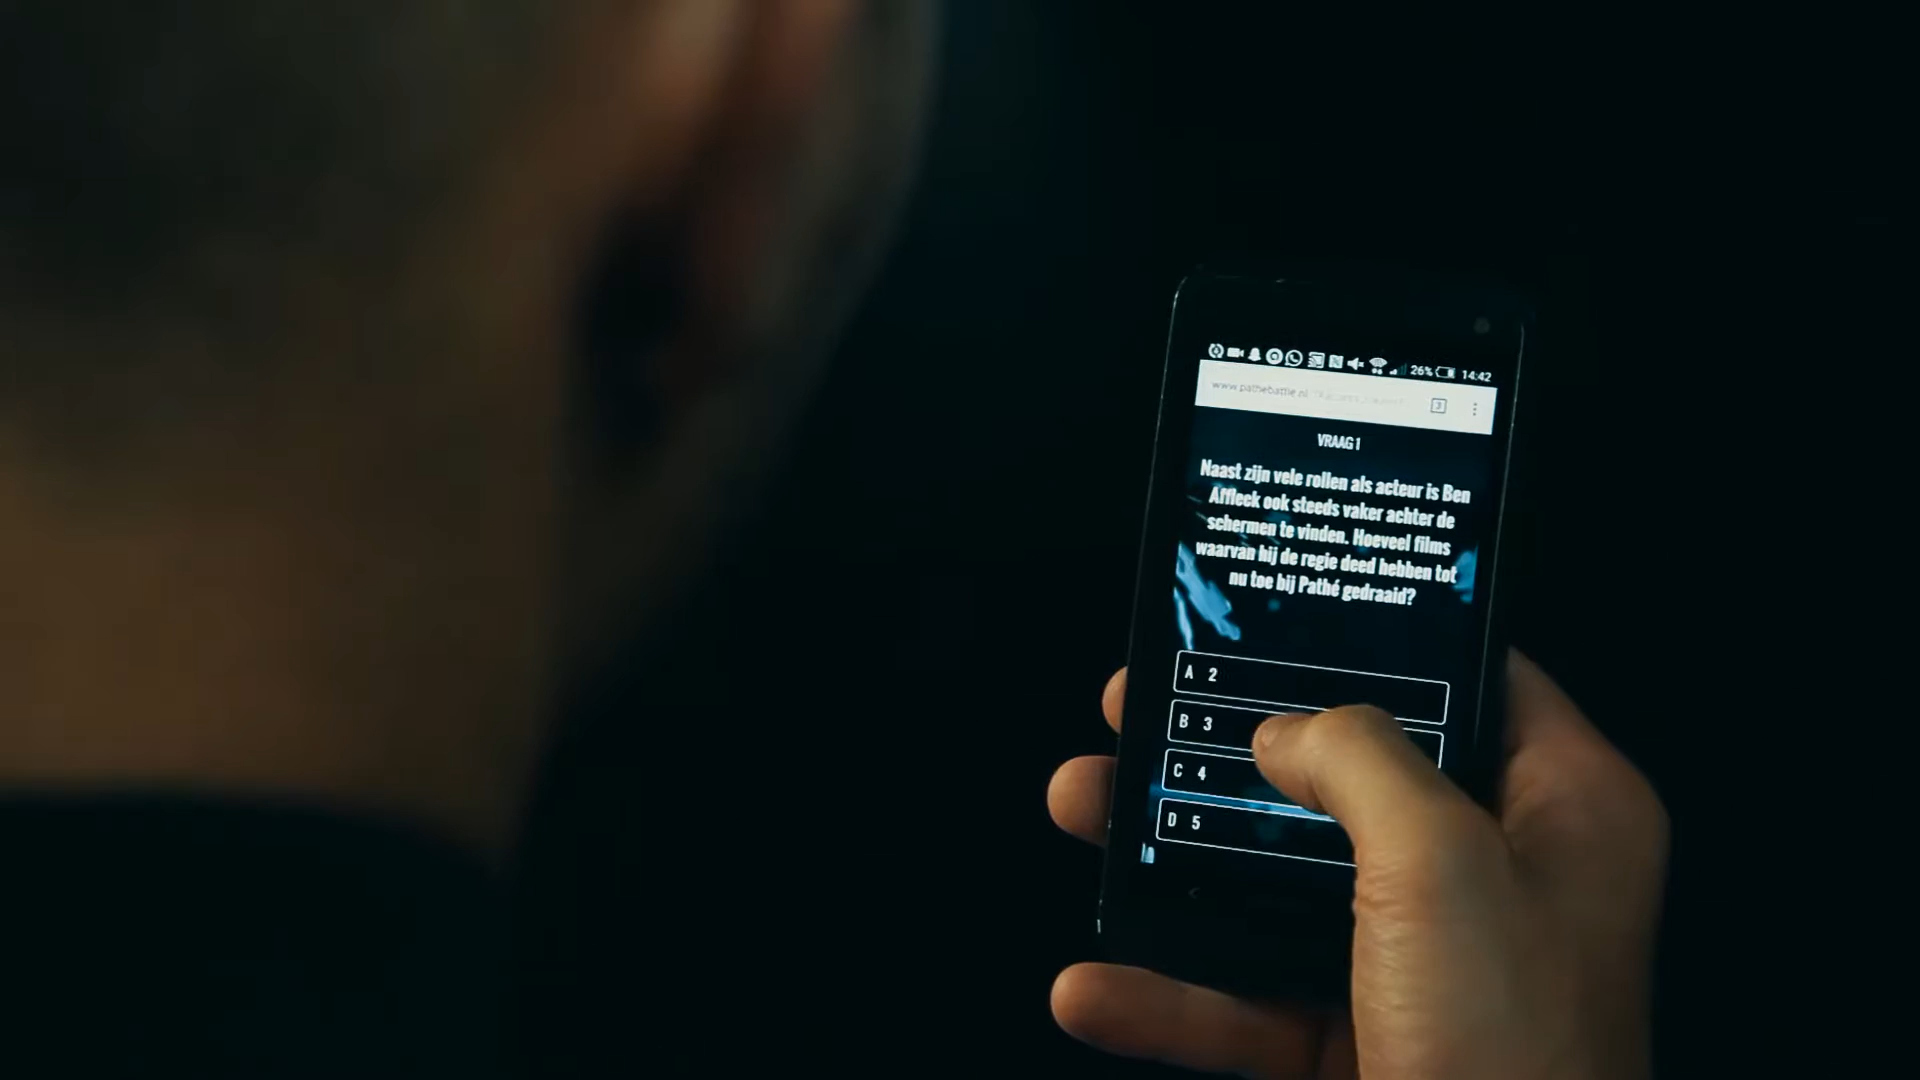 26% 14:42
www.pathebattle.nl
3
VRAAG 1
Naast zijn vele rollen als acteur is Ben
Affleck ook steeds vaker achter de
schermen te vinden. Hoeveel films
waarvan hij de regie deed hebben tot
nu toe bij Pathé gedraaid?
A 2
B 3
C 4
D 5